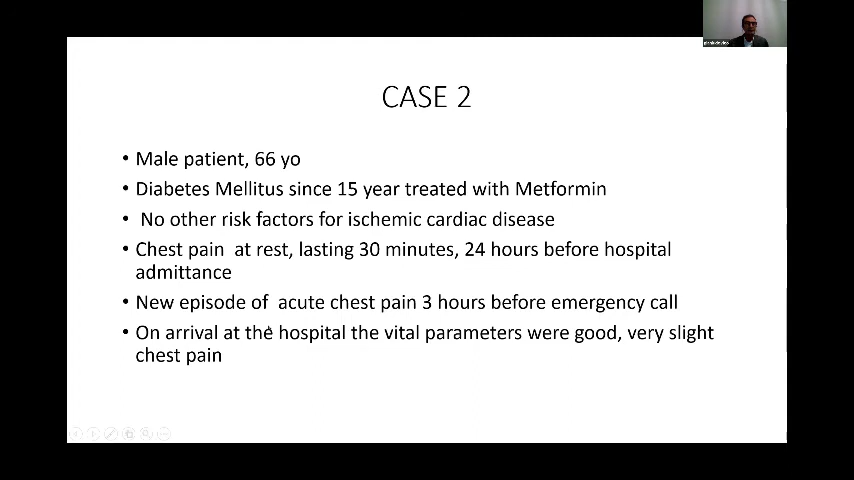 CASE 2
• Male patient, 66 yo
• Diabetes Mellitus since 15 year treated with Metformin
• No other risk factors for ischemic cardiac disease
• Chest pain at rest, lasting 30 minutes, 24 hours before hospital
admittance
• New episode of acute chest pain 3 hours before emergency call
• On arrival at the hospital the vital parameters were good, very slight
chest pain